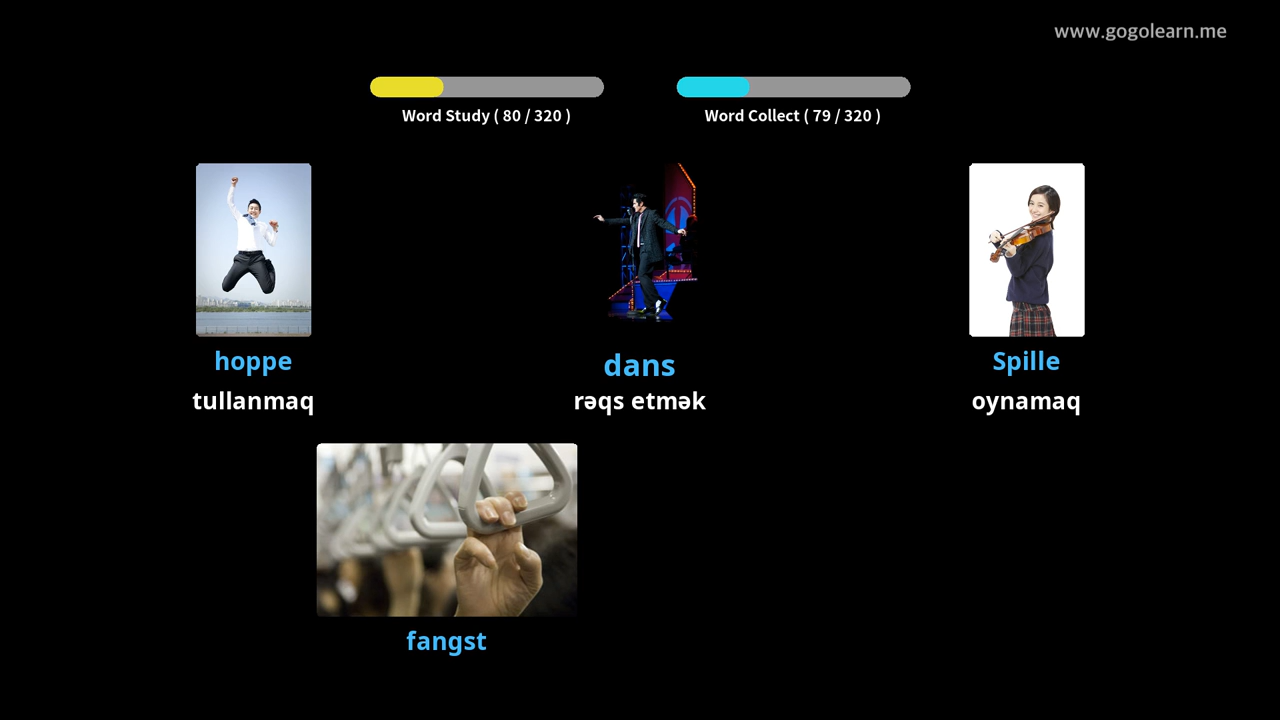 www.gogolearn.me
Word Study ( 80 / 320 )
Word Collect ( 79 / 320 )
hoppe
dans
Spille
tullanmaq
rəqs etmək
oynamaq
fangst